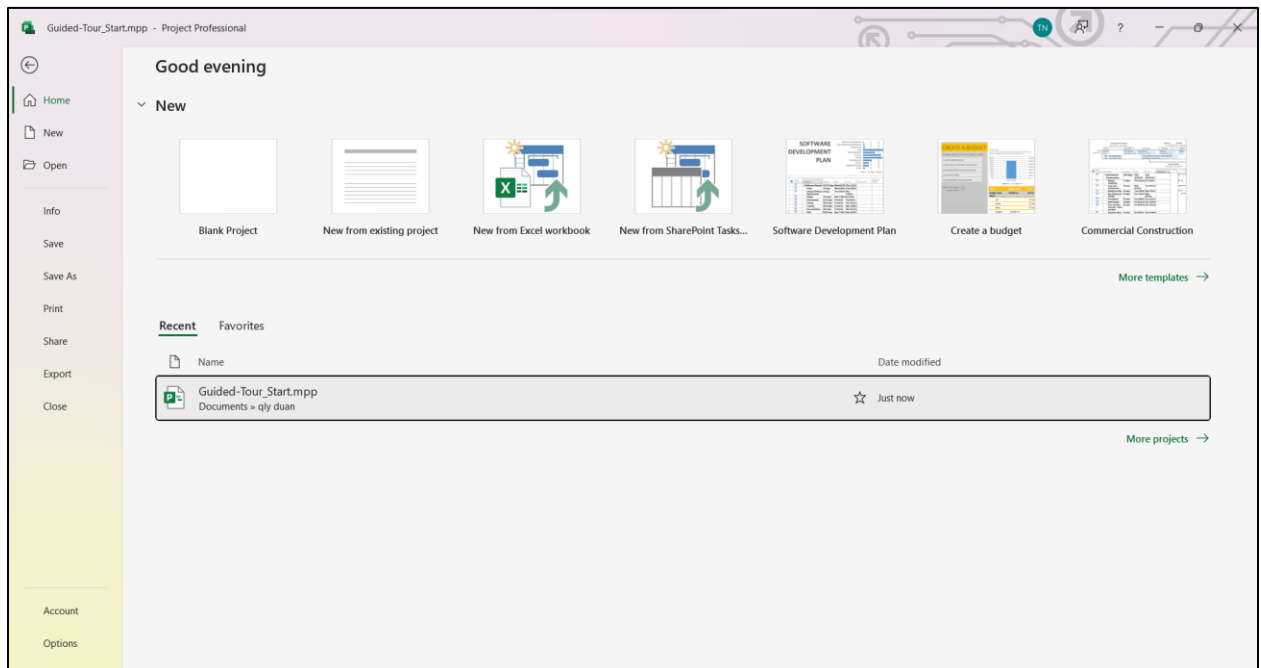 Guided-Tour_Start.mpp - Project Professional
TN
?
Good evening
Home
New
New
Open
SOFTWARE
DEVELOPMENT
PLAN
CREATE A BUDGET
Blank Project
New from existing project
New from Excel workbook
New from SharePoint Tasks...
Software Development Plan
Create a budget
Commercial Construction
Info
Save
Save As
More templates
Print
Recent
Favorites
Share
Name
Date modified
Export
Guided-Tour_Start.mpp
Documents » qly duan
Just now
Close
More projects
Account
Options